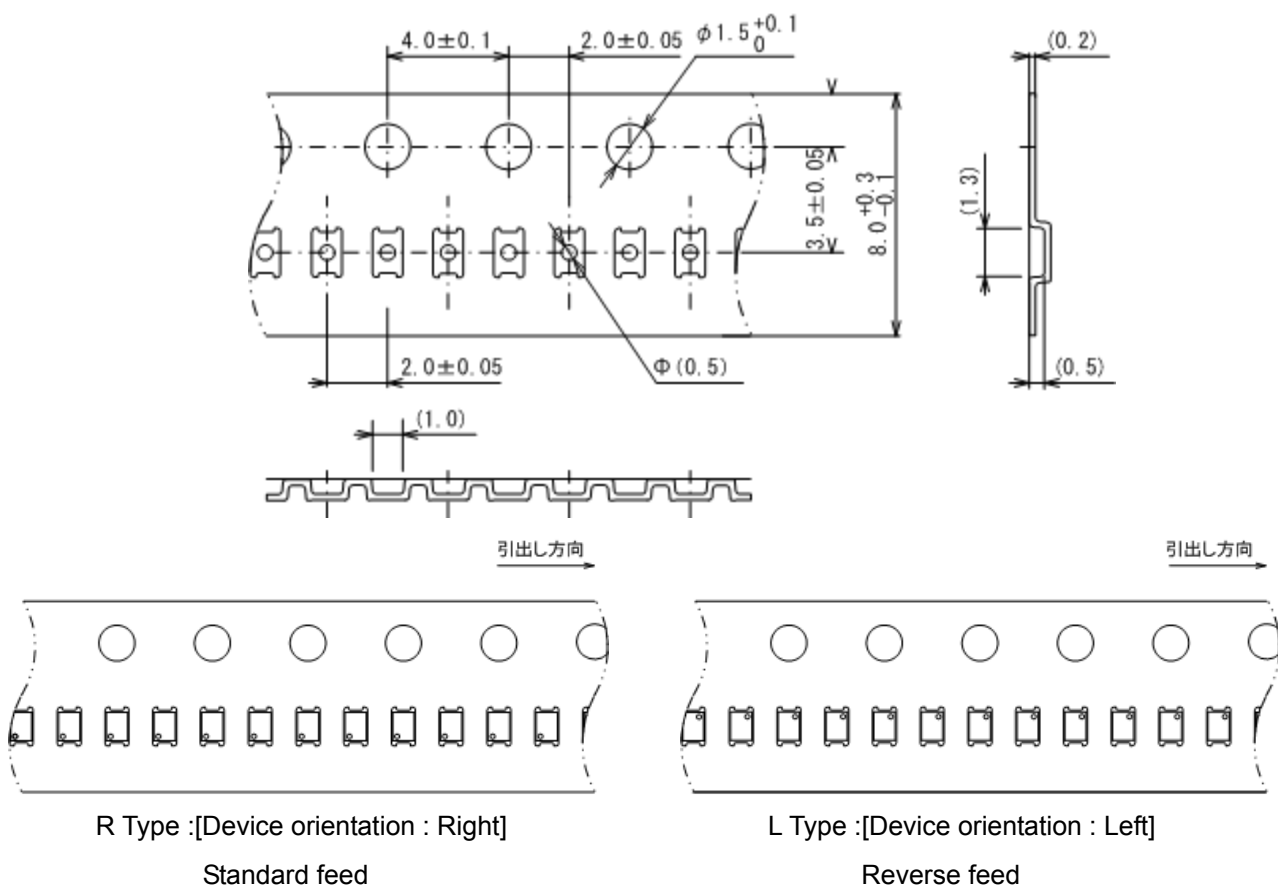 4.0±0.1
2.0±0.05
φ1.5 +0.1 0
(0.2)
3.5±0.05
8.0 +0.3 -0.1
(1.3)
2.0±0.05
Φ(0.5)
(0.5)
(1.0)
引出し方向
引出し方向
R Type :[Device orientation : Right]
L Type :[Device orientation : Left]
Standard feed
Reverse feed